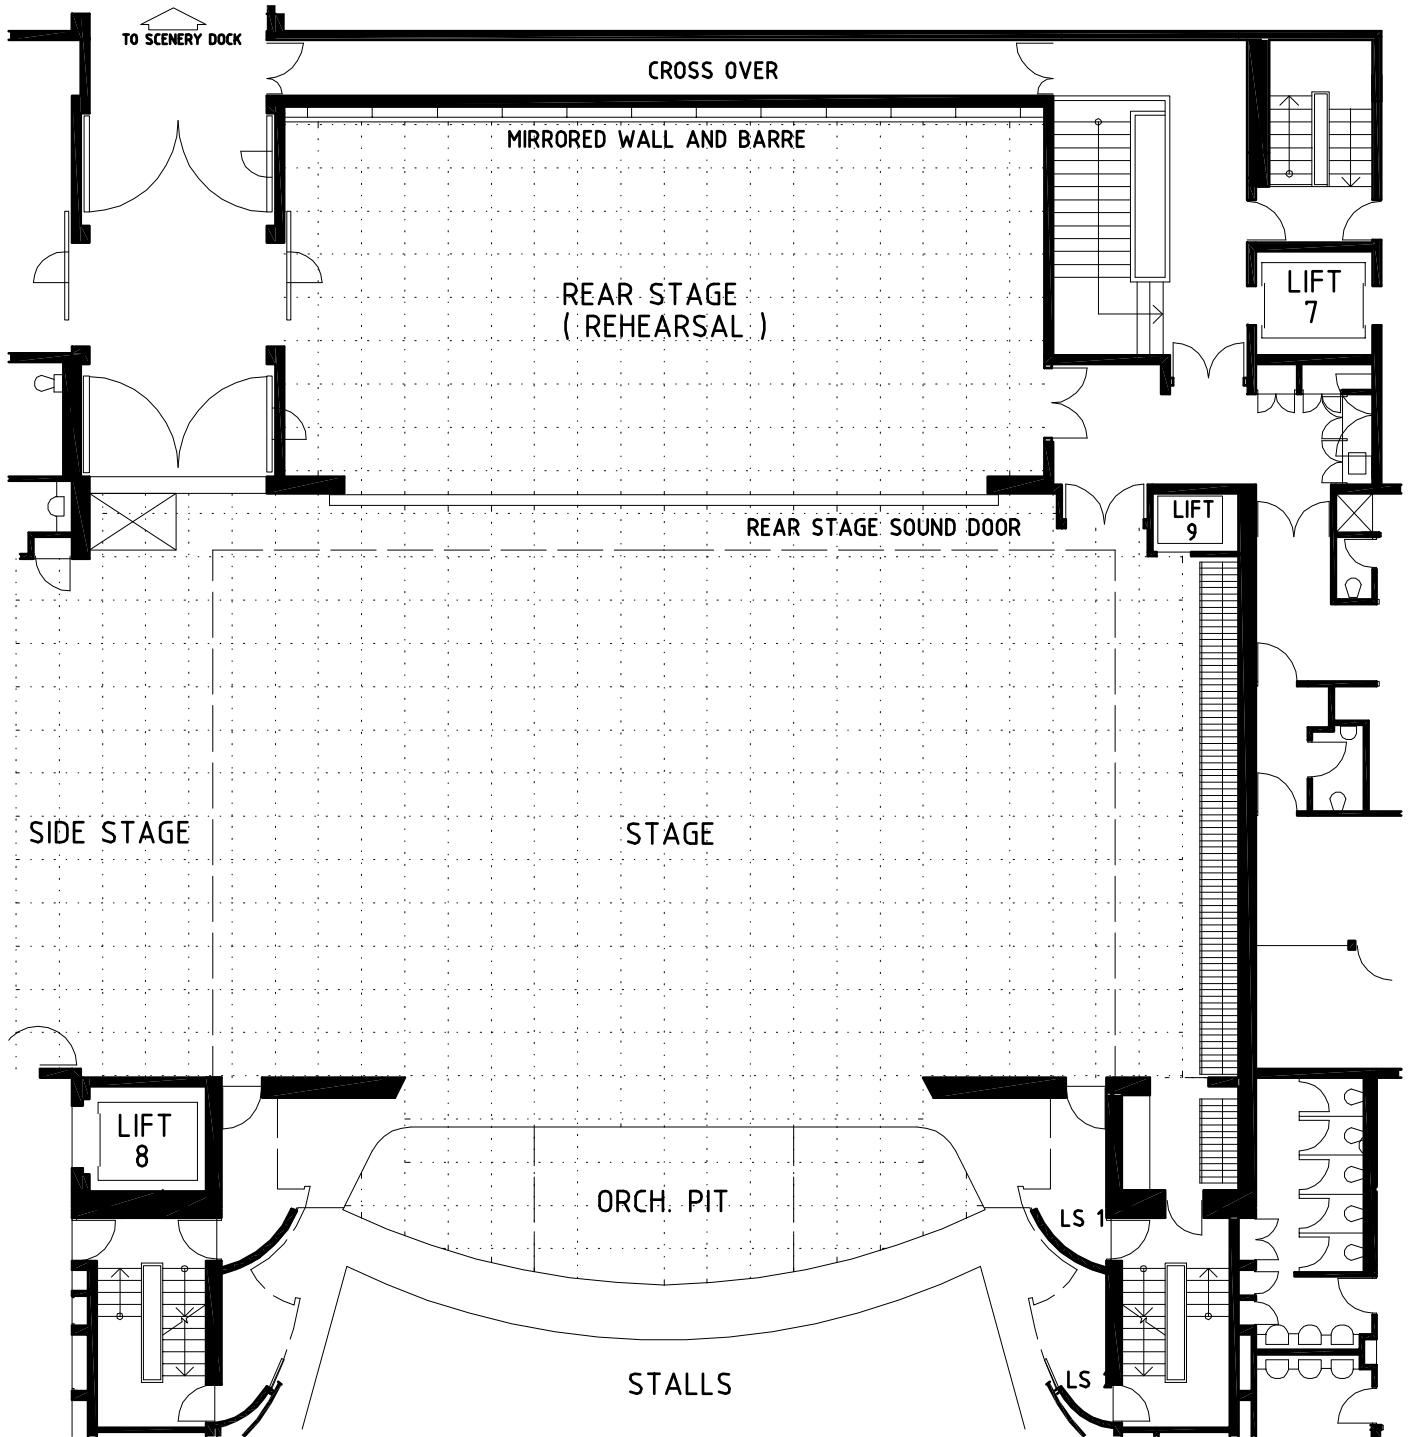 TO SCENERY DOCK
CROSS OVER
MIRRORED WALL AND BARRE
REAR STAGE
( REHEARSAL )
LIFT
7
LIFT
9
REAR STAGE SOUND DOOR
SIDE STAGE
STAGE
LIFT
8
ORCH. PIT
LS 1
STALLS
LS